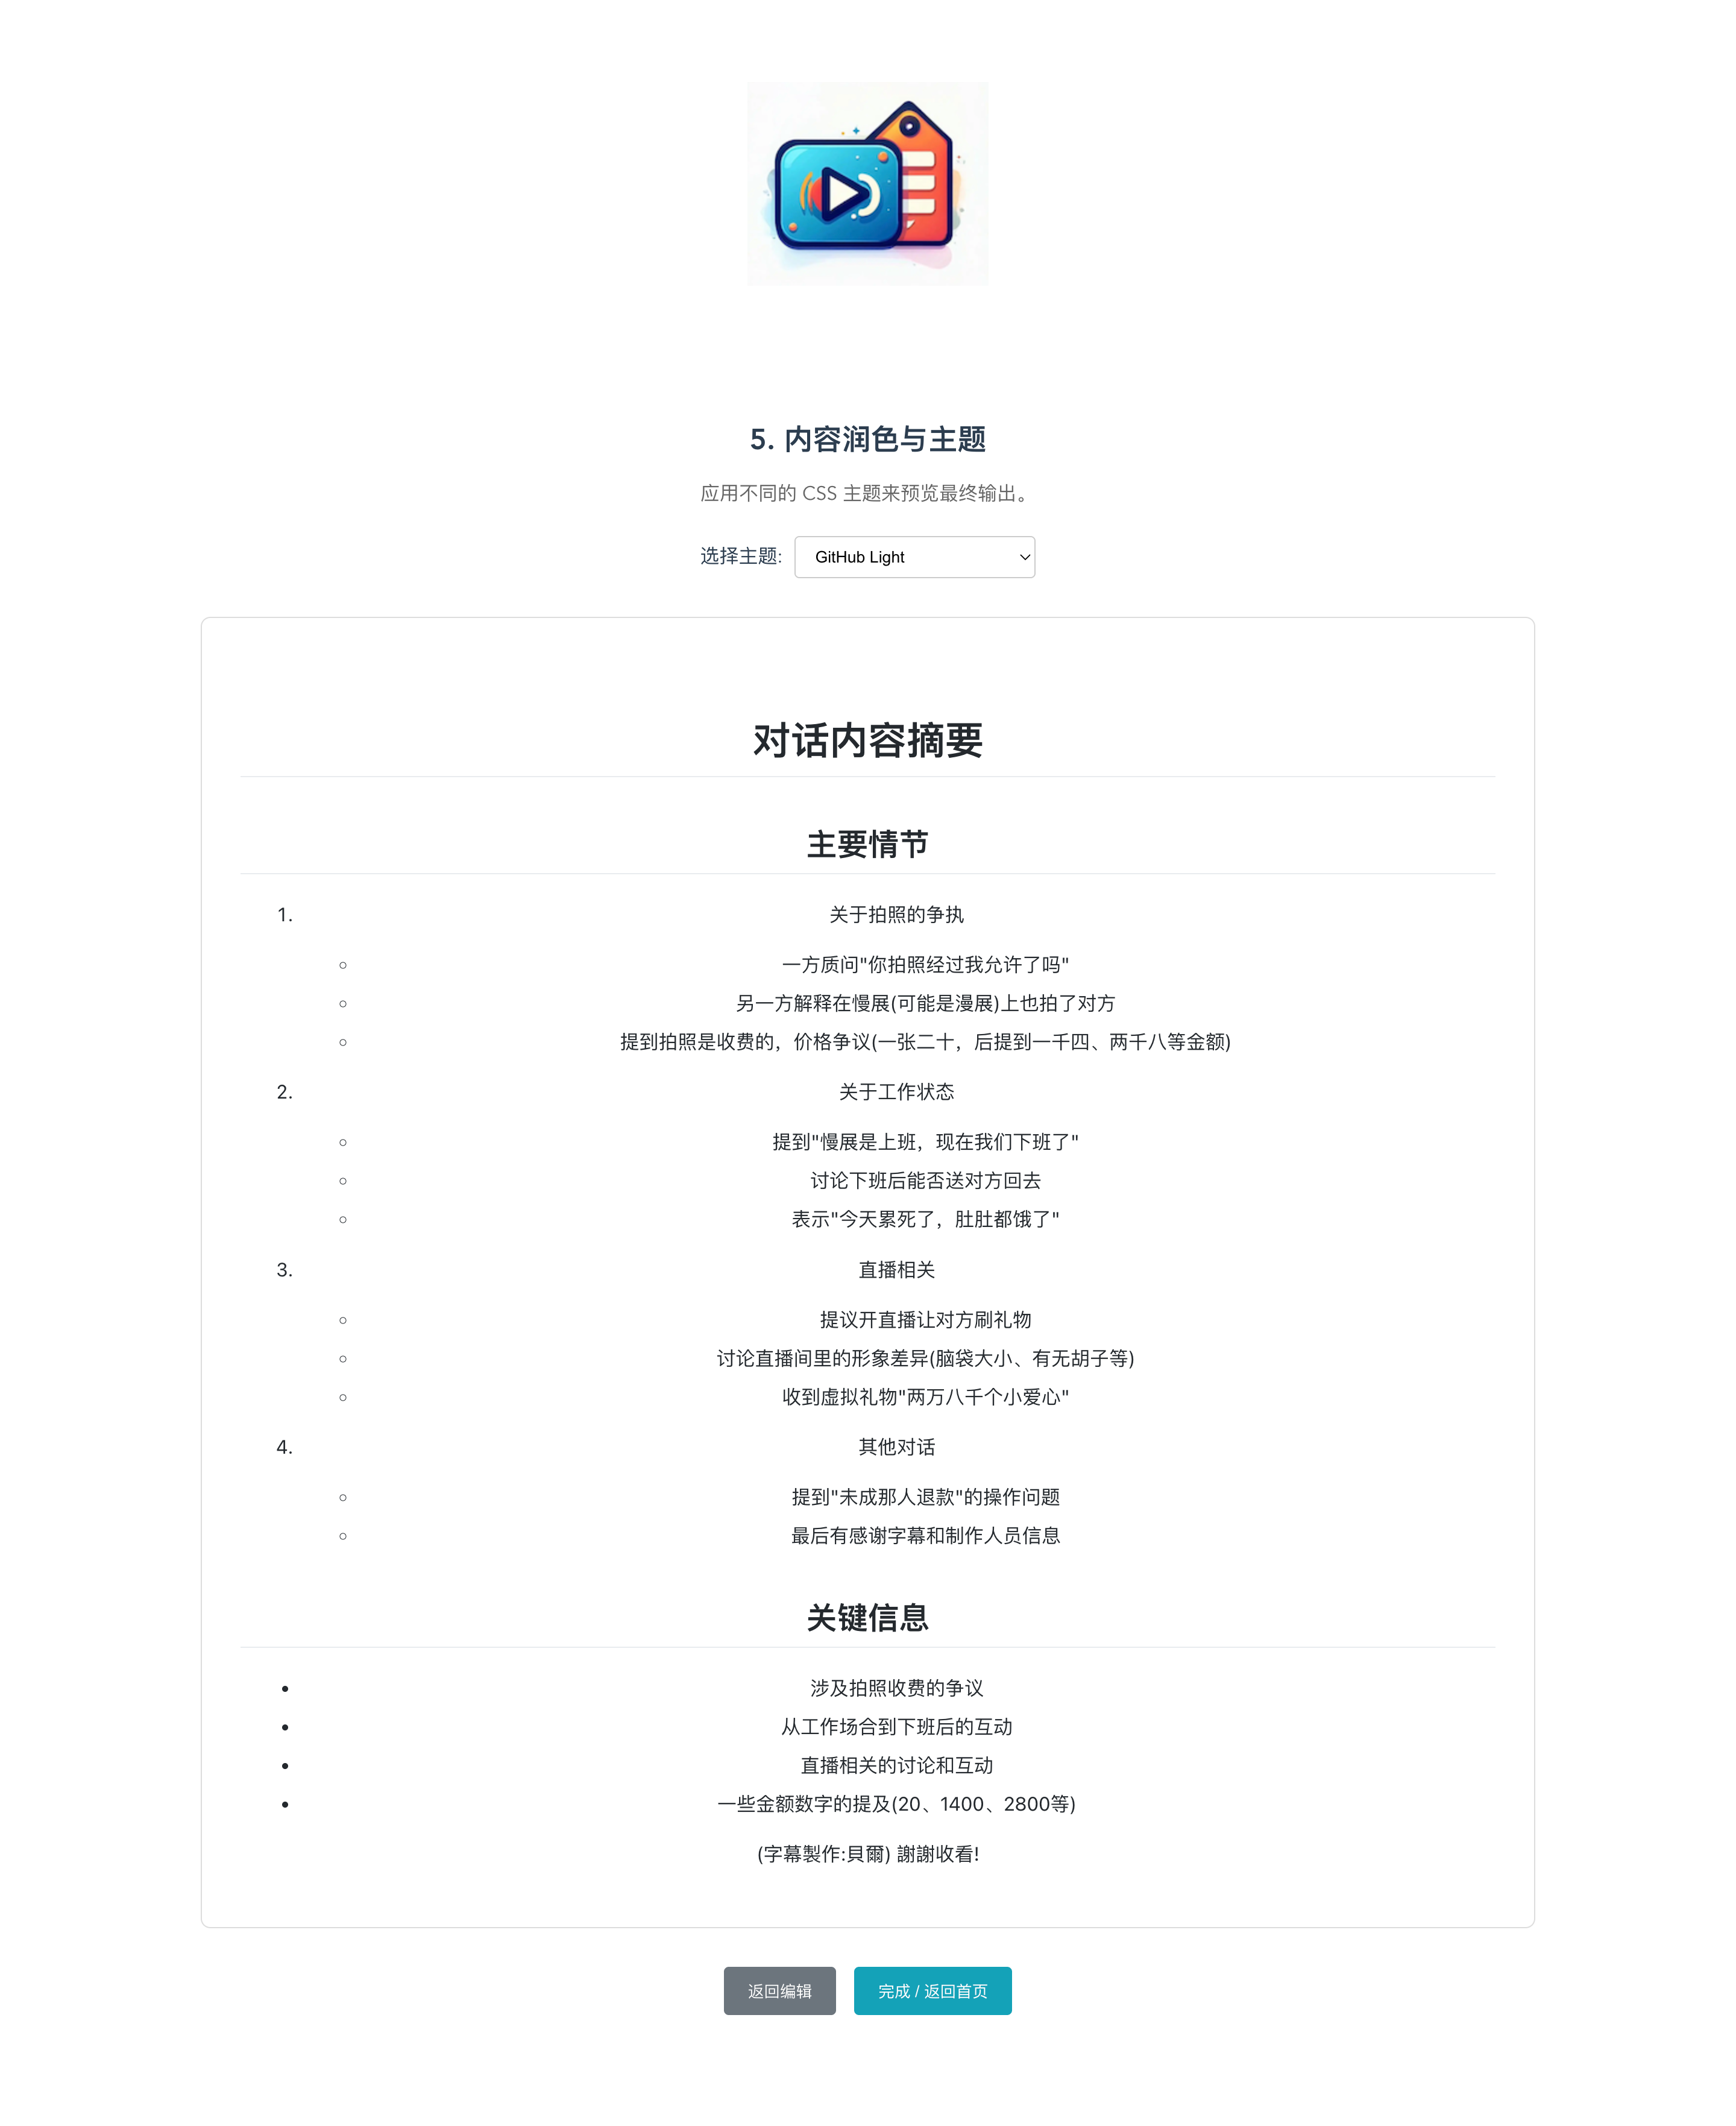 5. 内容润色与主题
应用不同的 CSS 主题来预览最终输出。
选择主题: GitHub Light
对话内容摘要
主要情节
1. 关于拍照的争执
一方质问"你拍照经过我允许了吗"
另一方解释在慢展(可能是漫展)上也拍了对方
提到拍照是收费的，价格争议(一张二十，后提到一千四、两千八等金额)
2. 关于工作状态
提到"慢展是上班，现在我们下班了"
讨论下班后能否送对方回去
表示"今天累死了，肚肚都饿了"
3. 直播相关
提议开直播让对方刷礼物
讨论直播间里的形象差异(脑袋大小、有无胡子等)
收到虚拟礼物"两万八千个小爱心"
4. 其他对话
提到"未成那人退款"的操作问题
最后有感谢字幕和制作人员信息
关键信息
涉及拍照收费的争议
从工作场合到下班后的互动
直播相关的讨论和互动
一些金额数字的提及(20、1400、2800等)
(字幕製作:貝爾) 謝謝收看!
返回编辑 完成 / 返回首页